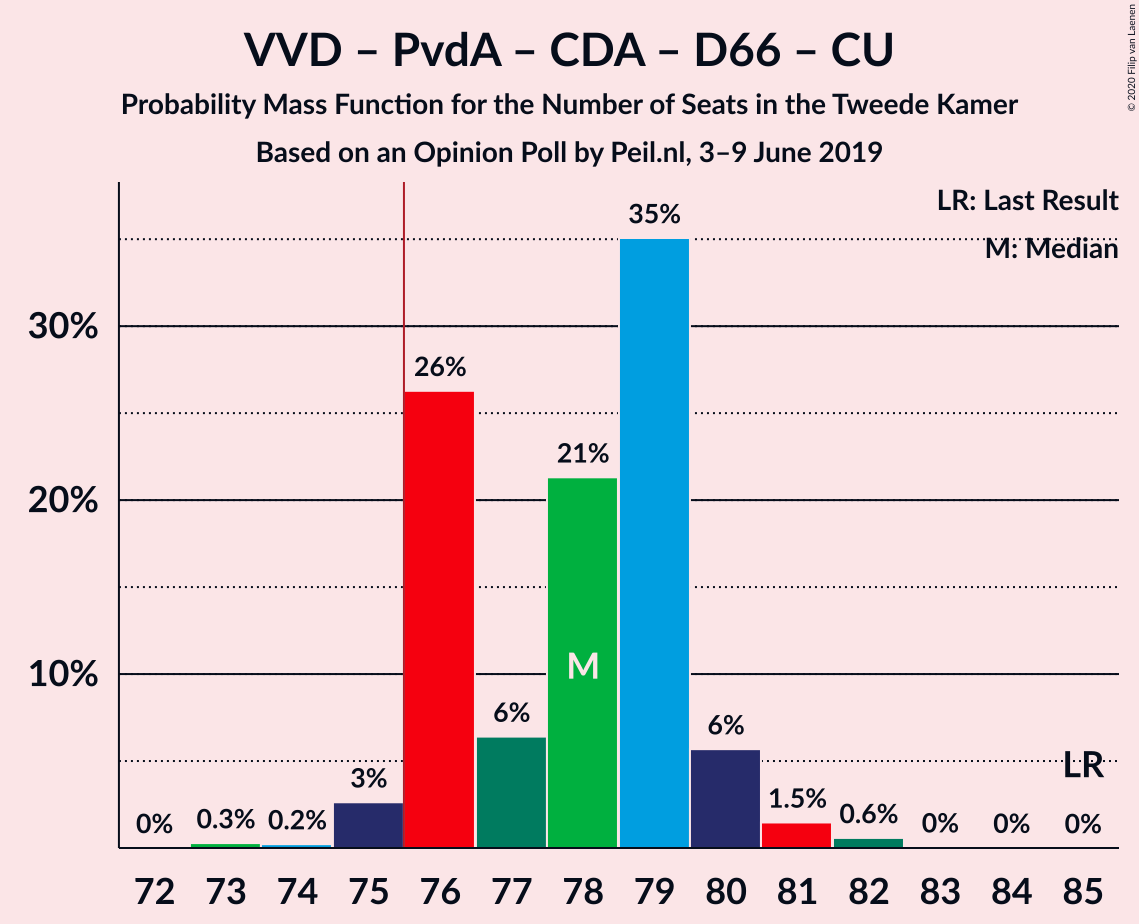 VVD – PvdA – CDA – D66 – CU
Probability Mass Function for the Number of Seats in the Tweede Kamer
Based on an Opinion Poll by Peil.nl, 3–9 June 2019
© 2020 Filip van Laenen
LR: Last Result
M: Median
35%
30%
26%
21%
20%
M
10%
6%
6%
LR
3%
1.5%
0% 0.3% 0.2% 0.6% 0% 0% 0%
72 73 74 75 76 77 78 79 80 81 82 83 84 85